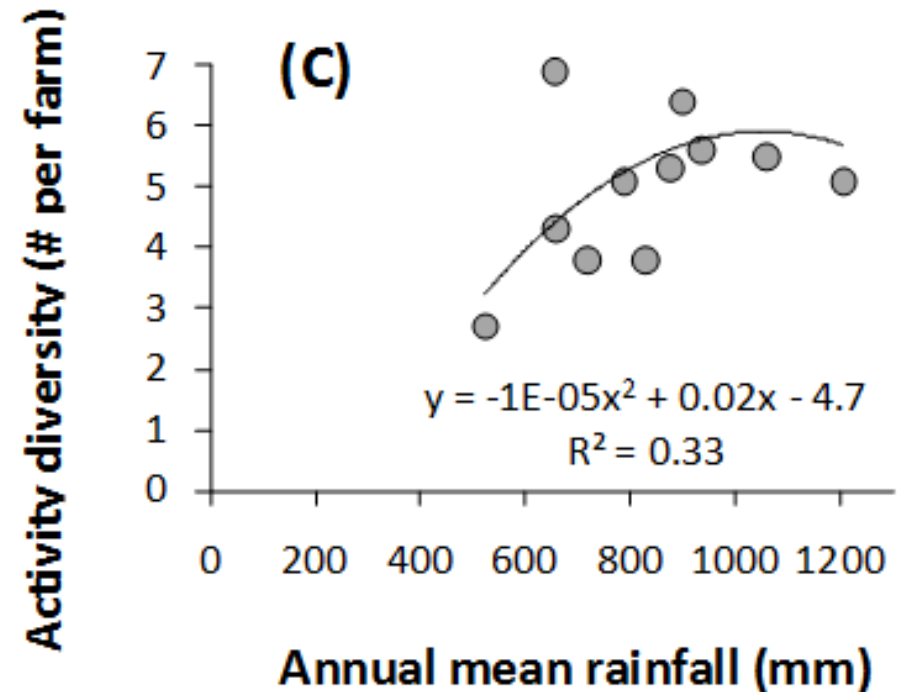 Activity diversity (# per farm)
(C)
7
6
5
4
3
2
1
0
y = -1E-05x² + 0.02x - 4.7
R² = 0.33
0 200 400 600 800 1000 1200
Annual mean rainfall (mm)